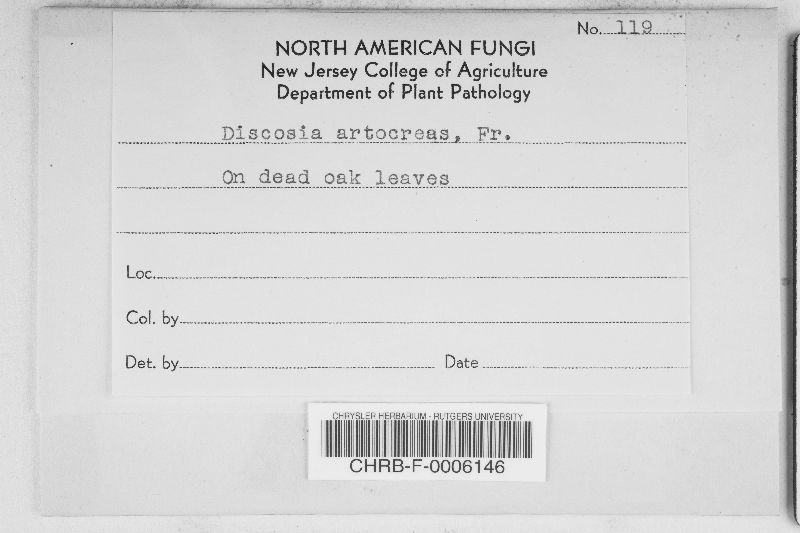 No. 119
NORTH AMERICAN FUNGI
New Jersey College of Agriculture
Department of Plant Pathology
Discosia artocreas, Fr.
On dead oak leaves
Loc.
Col. by
Det. by Date
CHRYSLER HERBARIUM - RUTGERS UNIVERSITY
CHRB-F-0006146